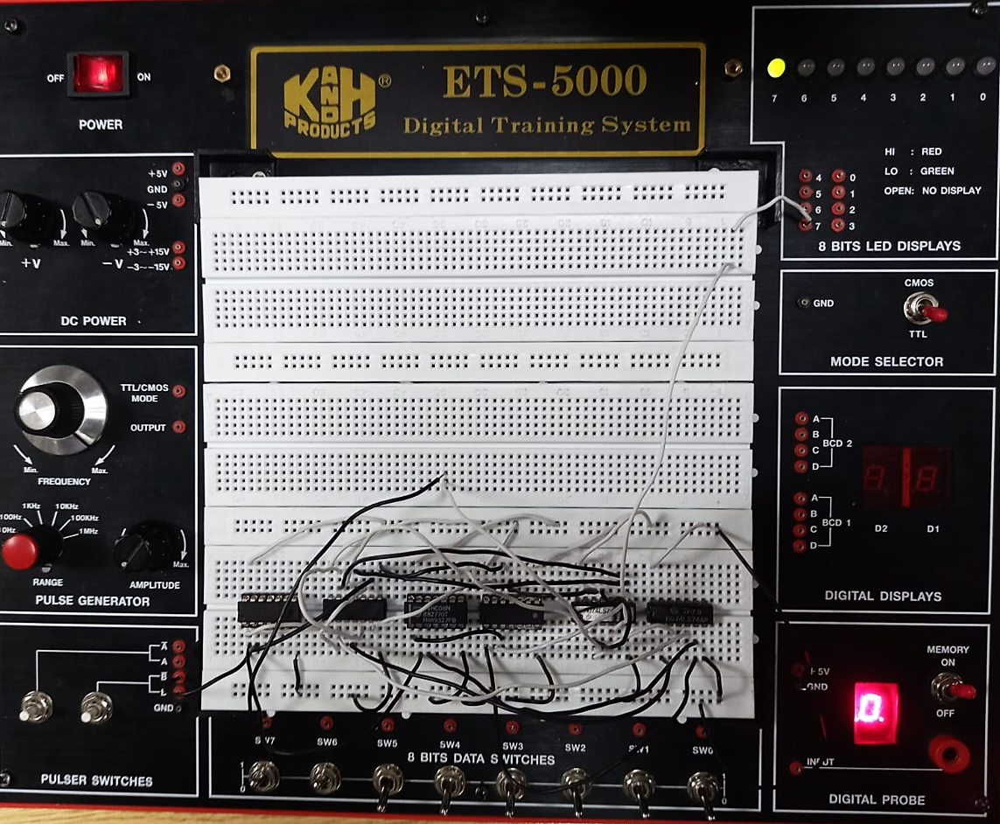 OFF
ON
POWER
K AND H
PRODUCTS
®
ETS-5000
Digital Training System
7 6 5 4 3 2 1 0
HI : RED
LO : GREEN
OPEN: NO DISPLAY
4 0
5 1
6 2
7 3
8 BITS LED DISPLAYS
+5V
GND
-5V
Min.
Max.
Min.
Max.
+V
-V
+3~+15V
-3~-15V
DC POWER
GND
CMOS
TTL
MODE SELECTOR
TTL/CMOS
MODE
OUTPUT
Min.
Max.
FREQUENCY
1KHz
10KHz
100Hz
100KHz
1MHz
RANGE
Max.
AMPLITUDE
PULSE GENERATOR
A
B
C
D
BCD 2
A
B
C
D
BCD 1
D2
D1
DIGITAL DISPLAYS
A
A
B
GND
PULSER SWITCHES
SW7
SW6
SW5
SW4
SW3
SW2
SW1
SW0
8 BITS DATA SWITCHES
1
0
1
0
+5V
GND
MEMORY
ON
OFF
0.
INPUT
DIGITAL PROBE